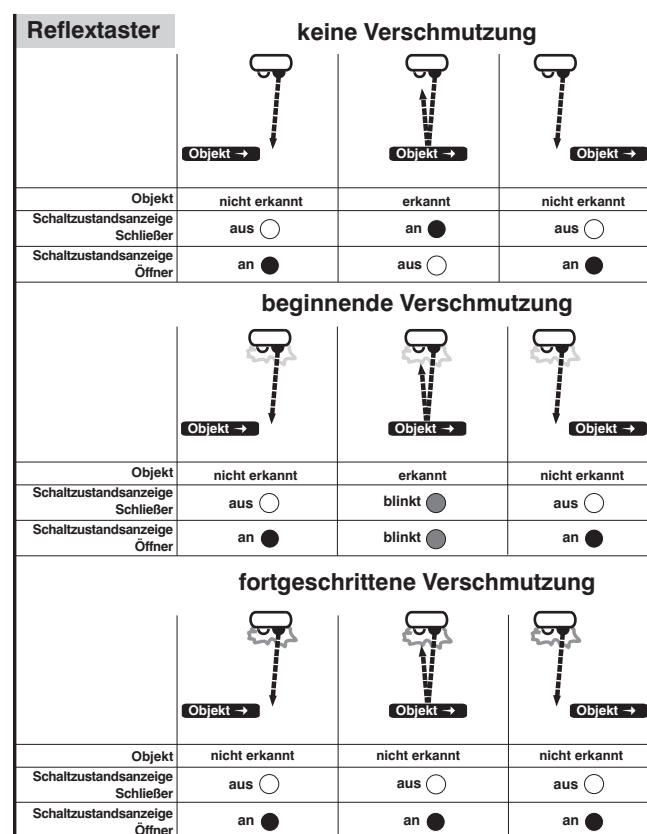 Reflextaster
keine Verschmutzung
Objekt → Objekt → Objekt →
Objekt nicht erkannt erkannt nicht erkannt
Schaltzustandsanzeige
Schließer aus an aus
Schaltzustandsanzeige
Öffner an aus an
beginnende Verschmutzung
Objekt → Objekt → Objekt →
Objekt nicht erkannt erkannt nicht erkannt
Schaltzustandsanzeige
Schließer aus blinkt aus
Schaltzustandsanzeige
Öffner an blinkt an
fortgeschrittene Verschmutzung
Objekt → Objekt → Objekt →
Objekt nicht erkannt nicht erkannt nicht erkannt
Schaltzustandsanzeige
Schließer aus aus aus
Schaltzustandsanzeige
Öffner an an an